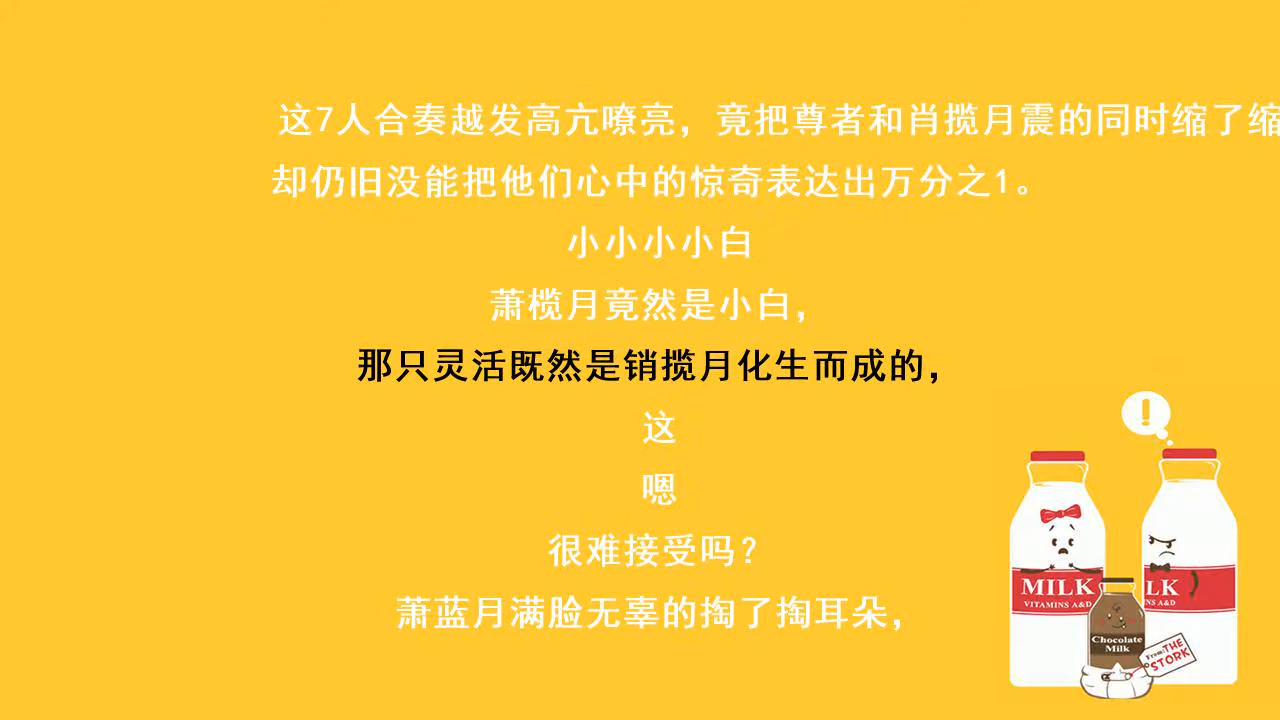 这7人合奏越发高亢嘹亮，竟把尊者和肖揽月震的同时缩了缩
却仍旧没能把他们心中的惊奇表达出万分之1。
小小小小白
萧榄月竟然是小白，
那只灵活既然是销揽月化生而成的，
这
嗯
很难接受吗？
萧蓝月满脸无辜的掏了掏耳朵，
!
MILK
VITAMINS A&D
LK
NS A&D
Chocolate
Milk
From: THE
STORK